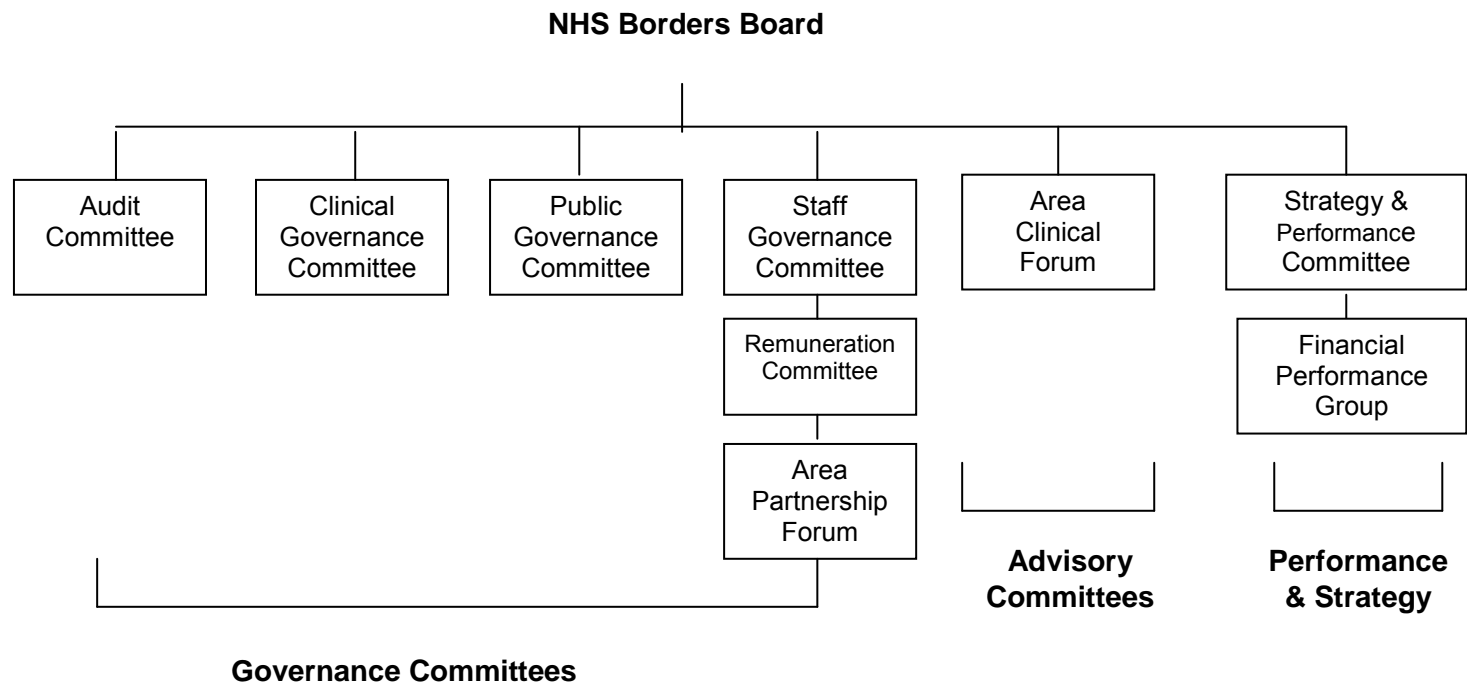 NHS Borders Board
Audit
Committee
Clinical
Governance
Committee
Public
Governance
Committee
Staff
Governance
Committee
Area
Clinical
Forum
Strategy &
Performance
Committee
Remuneration
Committee
Financial
Performance
Group
Area
Partnership
Forum
Advisory
Committees
Performance
& Strategy
Governance Committees